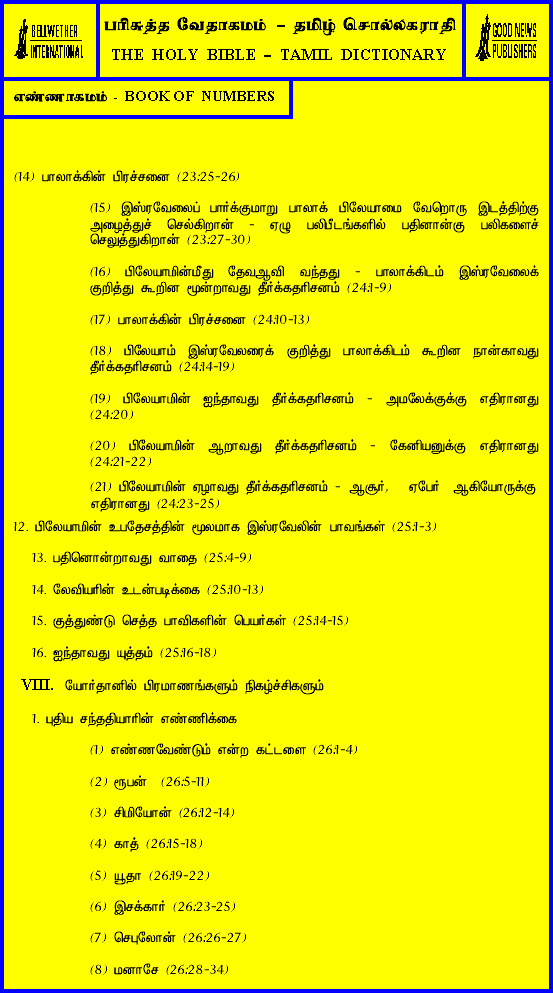 BELLWETHER
INTERNATIONAL
பரிசுத்த வேதாகமம் – தமிழ் சொல்லகராதி
THE HOLY BIBLE – TAMIL DICTIONARY
GOOD NEWS
PUBLISHERS
எண்ணாகமம் - BOOK OF NUMBERS
(14) பாலாக்கின் பிரச்சனை (23:25-26)
(15) இஸ்ரவேலைப் பார்க்குமாறு பாலாக் பிலேயாமை வேறொரு இடத்திற்கு
அழைத்துச் செல்கிறான் - ஏழு பலிபீடங்களில் பதினான்கு பலிகளைச்
செலுத்துகிறான் (23:27-30)
(16) பிலேயாமின்மீது தேவஆவி வந்தது - பாலாக்கிடம் இஸ்ரவேலைக்
குறித்து கூறின மூன்றாவது தீர்க்கதரிசனம் (24:1-9)
(17) பாலாக்கின் பிரச்சனை (24:10-13)
(18) பிலேயாம் இஸ்ரவேலரைக் குறித்து பாலாக்கிடம் கூறின நான்காவது
தீர்க்கதரிசனம் (24:14-19)
(19) பிலேயாமின் ஐந்தாவது தீர்க்கதரிசனம் - அமலேக்குக்கு எதிரானது
(24:20)
(20) பிலேயாமின் ஆறாவது தீர்க்கதரிசனம் - கேனியனுக்கு எதிரானது
(24:21-22)
(21) பிலேயாமின் ஏழாவது தீர்க்கதரிசனம் - ஆசூர், ஏபேர் ஆகியோருக்கு
எதிரானது (24:23-25)
12. பிலேயாமின் உபதேசத்தின் மூலமாக இஸ்ரவேலின் பாவங்கள் (25:1-3)
13. பதினொன்றாவது வாதை (25:4-9)
14. லேவியரின் உடன்படிக்கை (25:10-13)
15. குத்துண்டு செத்த பாவிகளின் பெயர்கள் (25:14-15)
16. ஐந்தாவது யுத்தம் (25:16-18)
VIII. யோர்தானில் பிரமாணங்களும் நிகழ்ச்சிகளும்
1. புதிய சந்ததியாரின் எண்ணிக்கை
(1) எண்ணவேண்டும் என்ற கட்டளை (26:1-4)
(2) ரூபன் (26:5-11)
(3) சிமியோன் (26:12-14)
(4) காத் (26:15-18)
(5) யூதா (26:19-22)
(6) இசக்கார் (26:23-25)
(7) செபுலோன் (26:26-27)
(8) மனாசே (26:28-34)